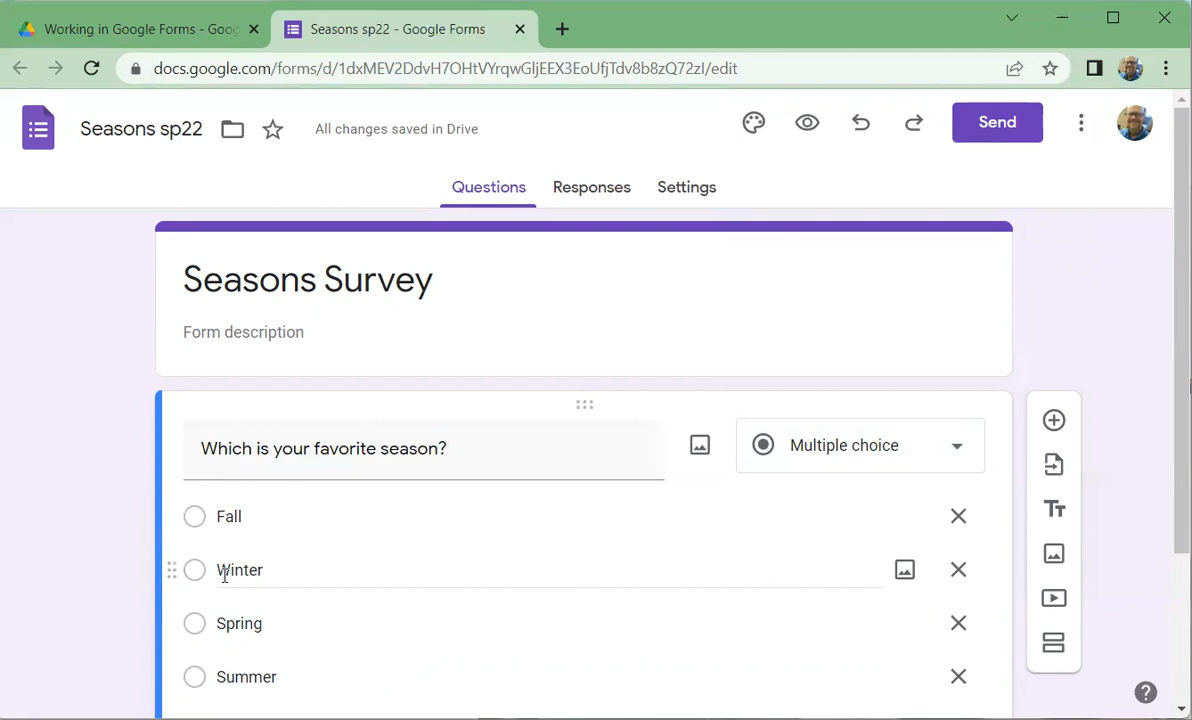 Working in Google Forms - Goog
Seasons sp22 - Google Forms
docs.google.com/forms/d/1dxMEV2DdvH7OHtVYrqwGljEEX3EoUfjTdv8b8zQ72zI/edit
Seasons sp22
All changes saved in Drive
Send
Questions
Responses
Settings
Seasons Survey
Form description
Which is your favorite season?
Multiple choice
Fall
Winter
Spring
Summer